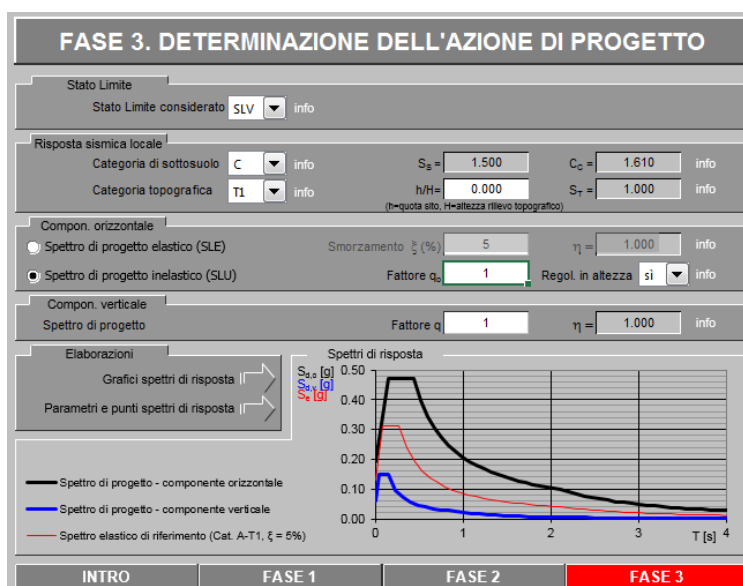 FASE 3. DETERMINAZIONE DELL'AZIONE DI PROGETTO
Stato Limite
Stato Limite considerato SLV info
Risposta sismica locale
Categoria di sottosuolo C info SS = 1.500 CC = 1.610 info
Categoria topografica T1 info h/H= 0.000 ST = 1.000 info
(h=quota sito, H=altezza rilievo topografico)
Compon. orizzontale
Spettro di progetto elastico (SLE) Smorzamento ξ (%) 5 η = 1.000 info
Spettro di progetto inelastico (SLU) Fattore qo 1 Regol. in altezza sì info
Compon. verticale
Spettro di progetto Fattore q 1 η = 1.000 info
Elaborazioni
Grafici spettri di risposta
Parametri e punti spettri di risposta
Spettri di risposta
Sd,o [g]
Sd,v [g]
Se [g]
0.50
0.40
0.30
0.20
0.10
0.00
0 1 2 3 T [s] 4
Spettro di progetto - componente orizzontale
Spettro di progetto - componente verticale
Spettro elastico di riferimento (Cat. A-T1, ξ = 5%)
INTRO FASE 1 FASE 2 FASE 3